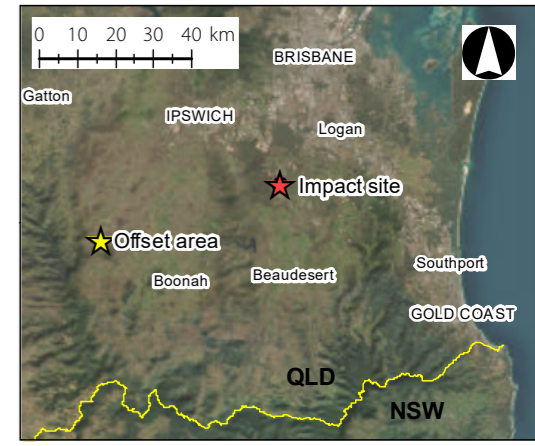 0 10 20 30 40 km
BRISBANE
Gatton
IPSWICH
Logan
Impact site
Offset area
Southport
Beaudesert
Boonah
GOLD COAST
QLD
NSW